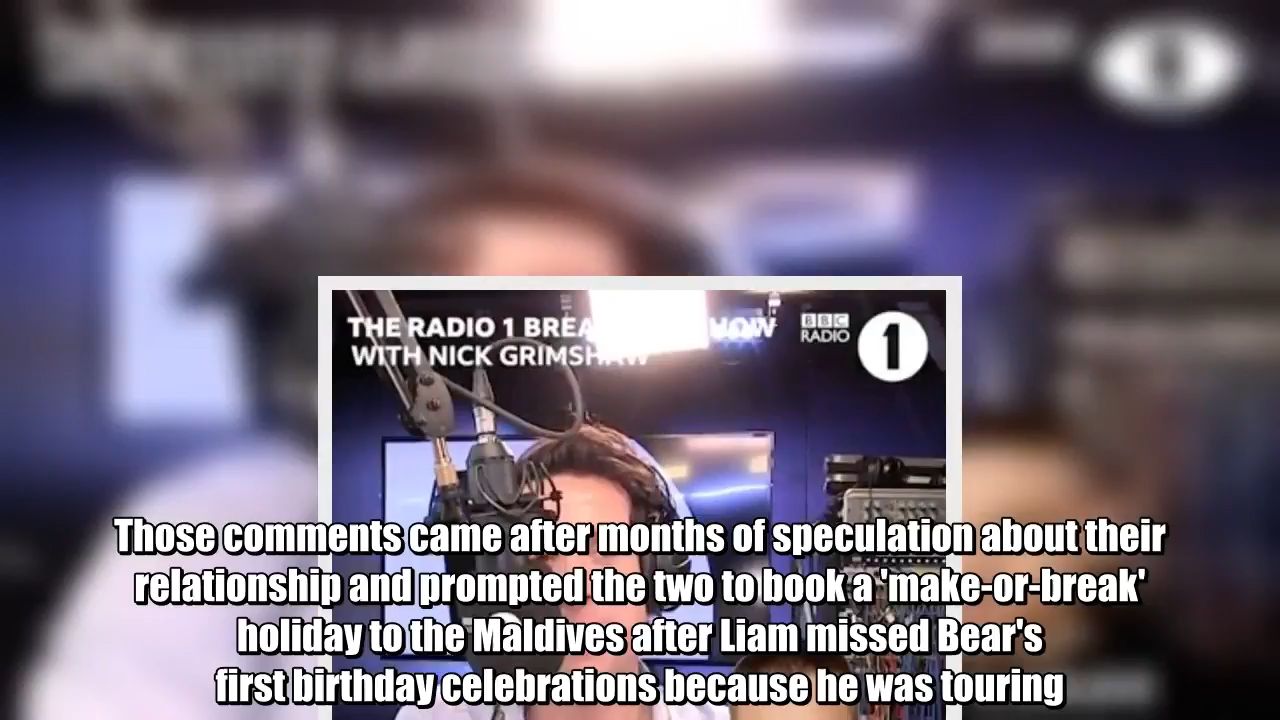 THE RADIO 1 BREA HOW
WITH NICK GRIMSHAW
BBC
RADIO
1
Those comments came after months of speculation about their
relationship and prompted the two to book a 'make-or-break'
holiday to the Maldives after Liam missed Bear's
first birthday celebrations because he was touring